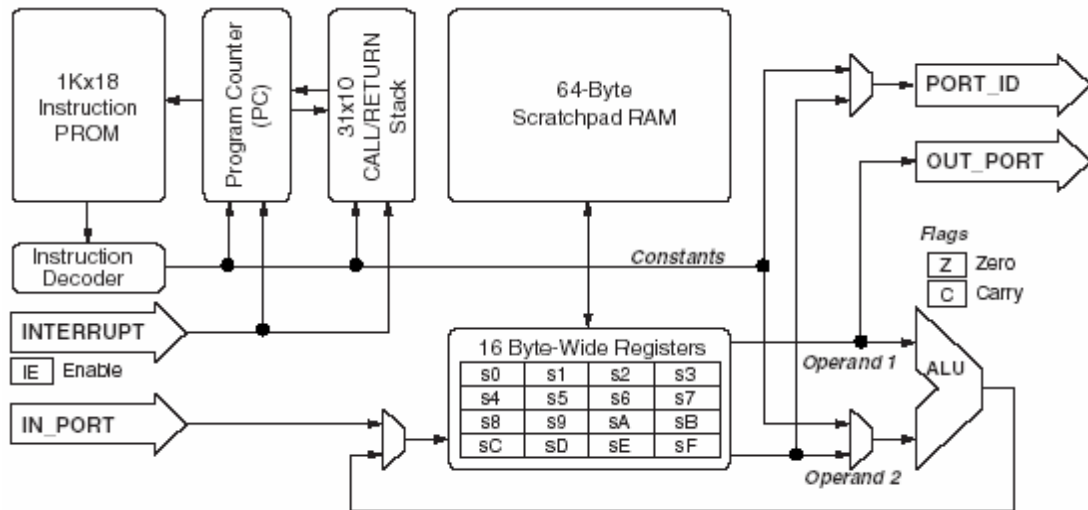 1Kx18
Instruction
PROM
Program Counter
(PC)
31x10
CALL/RETURN
Stack
64-Byte
Scratchpad RAM
PORT_ID
OUT_PORT
Instruction
Decoder
Constants
Flags
Z Zero
C Carry
INTERRUPT
IE Enable
IN_PORT
16 Byte-Wide Registers
s0 s1 s2 s3
s4 s5 s6 s7
s8 s9 sA sB
sC sD sE sF
Operand 1
ALU
Operand 2